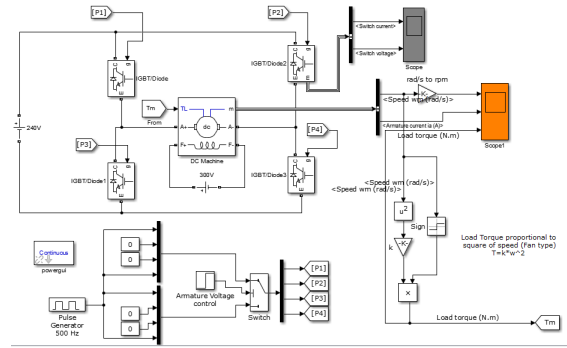 [P1]
[P2]
<Switch current>
<Switch voltage>
Scope
g
C
E
IGBT/Diode
g
C
m
E
IGBT/Diode2
rad/s to rpm
-K-
<Speed wm (rad/s)>
<Armature current ia (A)>
Load torque (N.m)
Scope1
240V
Tm
From
TL
m
A+
dc
A-
F+
F-
DC Machine
300V
[P3]
[P4]
g
C
E
IGBT/Diode1
g
C
E
IGBT/Diode3
<Speed wm (rad/s)>
<Speed wm (rad/s)>
u2
Sign
k
-K-
×
Load Torque proportional to
square of speed (Fan type)
T=k*w^2
Load torque (N.m)
Tm
Continuous
powergui
0
0
0
0
Pulse
Generator
500 Hz
Armature Voltage
control
Switch
[P1]
[P2]
[P3]
[P4]